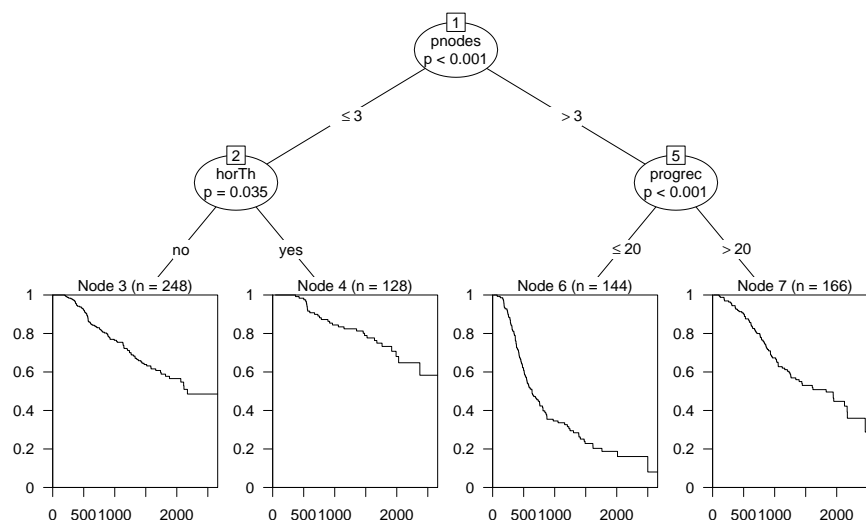 1
pnodes
p < 0.001
≤ 3
> 3
2
horTh
p = 0.035
5
progrec
p < 0.001
no
yes
≤ 20
> 20
Node 3 (n = 248)
Node 4 (n = 128)
Node 6 (n = 144)
Node 7 (n = 166)
1
0.8
0.6
0.4
0.2
0
0 500 1000 2000
1
0.8
0.6
0.4
0.2
0
0 500 1000 2000
1
0.8
0.6
0.4
0.2
0
0 500 1000 2000
1
0.8
0.6
0.4
0.2
0
0 500 1000 2000